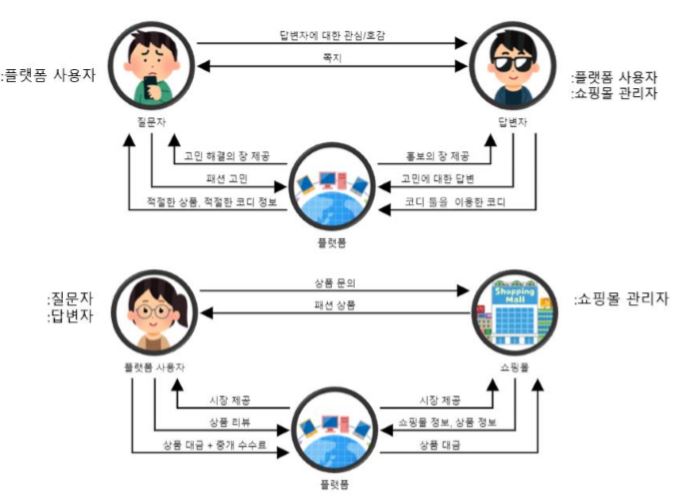 답변자에 대한 관심/호감
쪽지
:플랫폼 사용자
:플랫폼 사용자
:쇼핑몰 관리자
질문자
답변자
고민 해결의 장 제공
홍보의 장 제공
패션 고민
고민에 대한 답변
적절한 상품, 적절한 코디 정보
코디 툴을 이용한 코디
플랫폼
상품 문의
패션 상품
:질문자
:답변자
Shopping
Mall
:쇼핑몰 관리자
플랫폼 사용자
쇼핑몰
시장 제공
시장 제공
상품 리뷰
쇼핑몰 정보, 상품 정보
상품 대금 + 중개 수수료
상품 대금
플랫폼